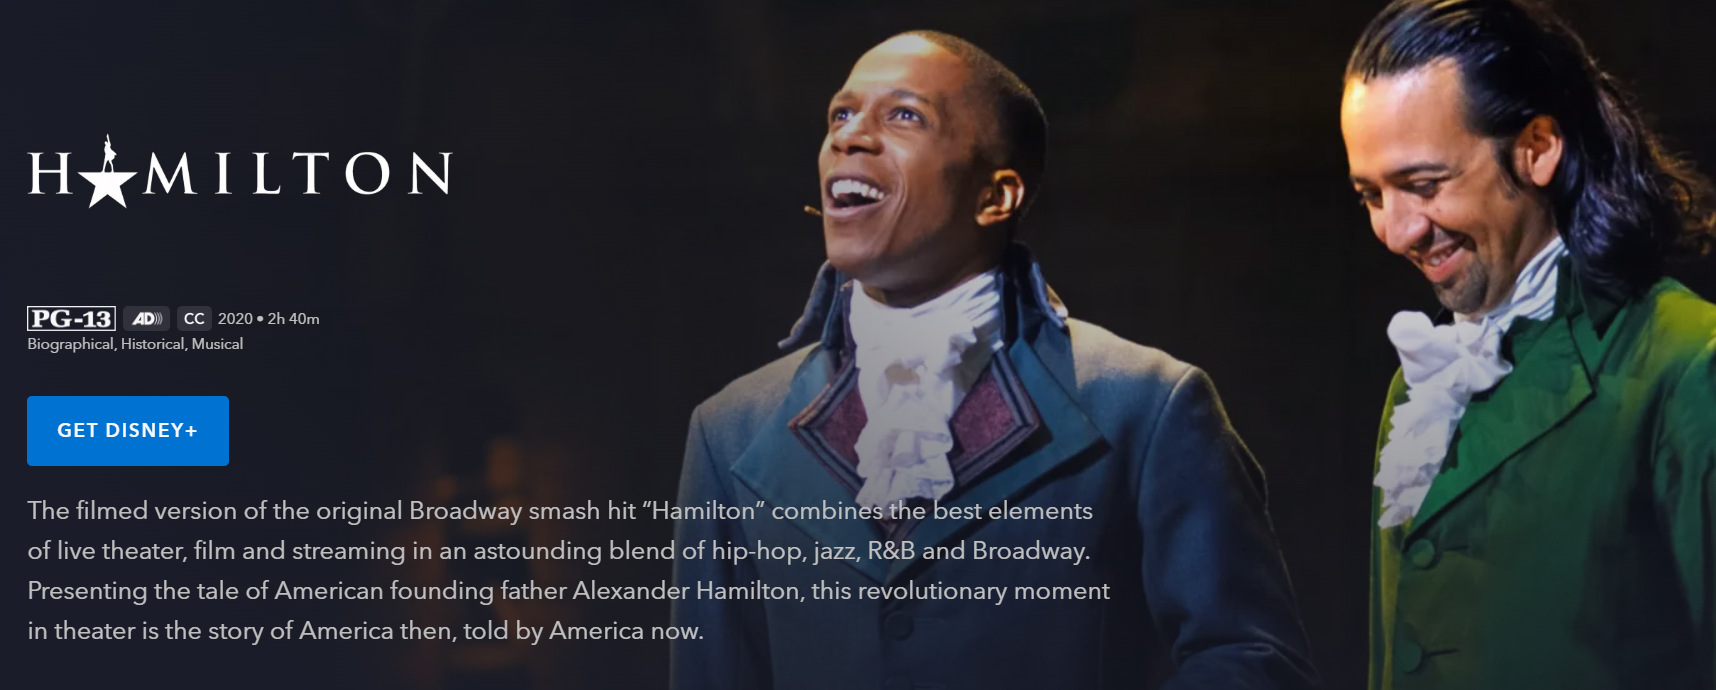 HAMILTON
PG-13 AD))) CC 2020 • 2h 40m
Biographical, Historical, Musical
GET DISNEY+
The filmed version of the original Broadway smash hit “Hamilton” combines the best elements
of live theater, film and streaming in an astounding blend of hip-hop, jazz, R&B and Broadway.
Presenting the tale of American founding father Alexander Hamilton, this revolutionary moment
in theater is the story of America then, told by America now.